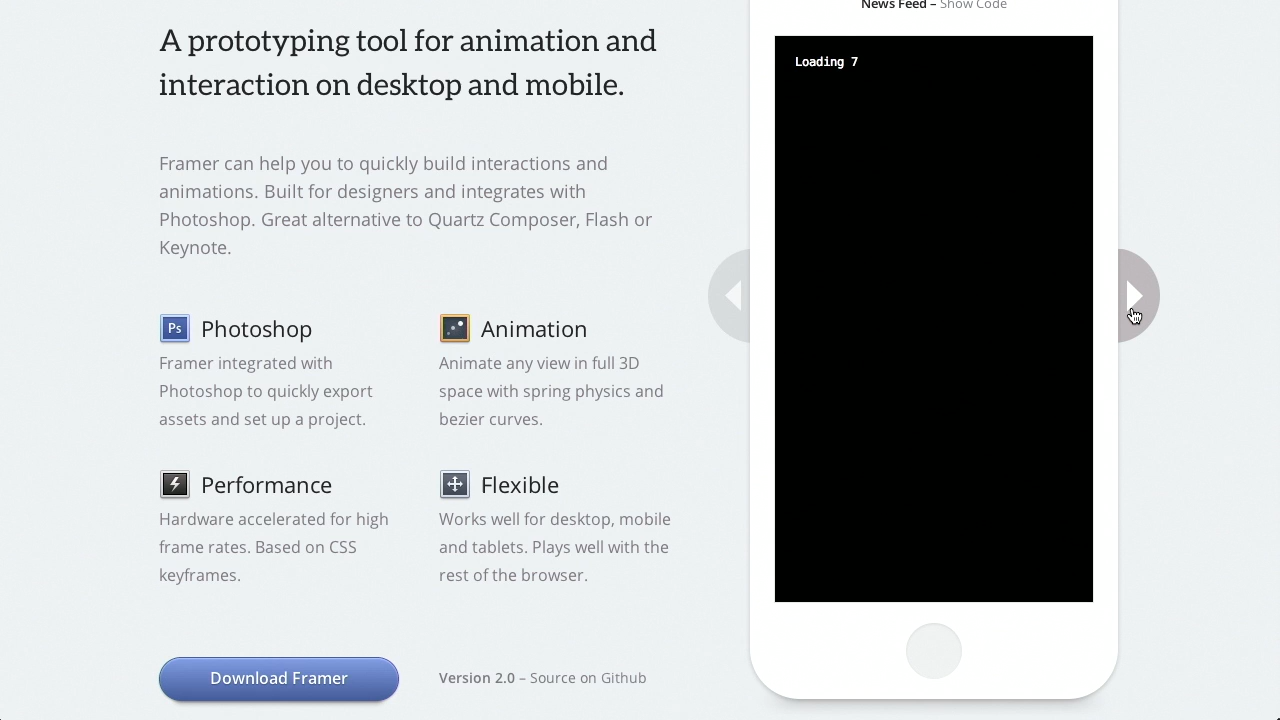 A prototyping tool for animation and
interaction on desktop and mobile.
Framer can help you to quickly build interactions and
animations. Built for designers and integrates with
Photoshop. Great alternative to Quartz Composer, Flash or
Keynote.
Ps Photoshop
Framer integrated with
Photoshop to quickly export
assets and set up a project.
Animation
Animate any view in full 3D
space with spring physics and
bezier curves.
Performance
Hardware accelerated for high
frame rates. Based on CSS
keyframes.
Flexible
Works well for desktop, mobile
and tablets. Plays well with the
rest of the browser.
Download Framer
Version 2.0 – Source on Github
News Feed – Show Code
Loading 7